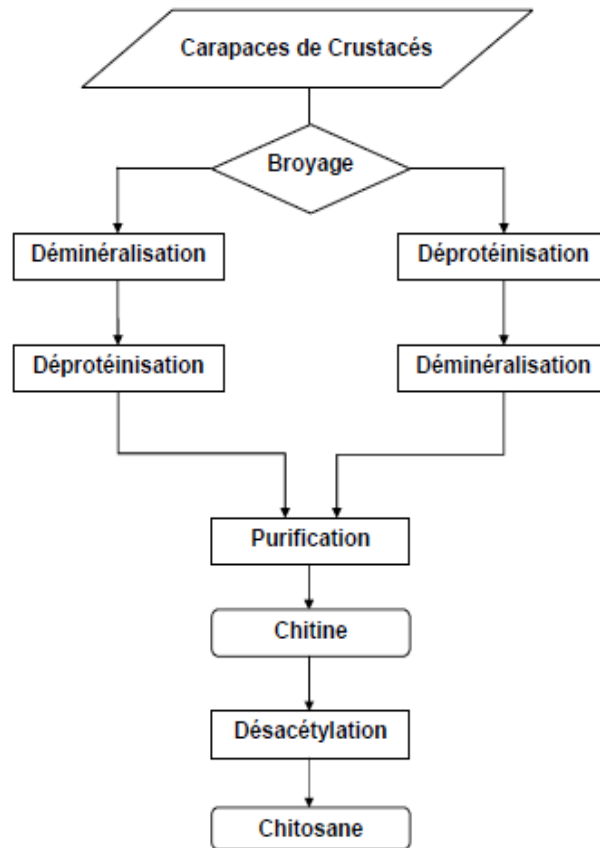 Carapaces de Crustacés
Broyage
Déminéralisation
Déprotéinisation
Déprotéinisation
Déminéralisation
Purification
Chitine
Désacétylation
Chitosane